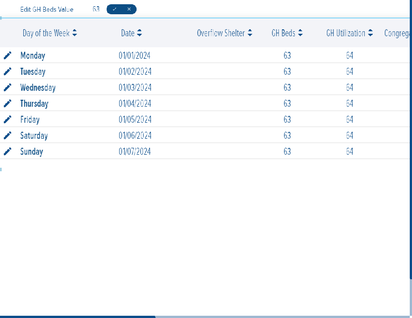 Edit GH Beds Value 63
Day of the Week Date Overflow Shelter GH Beds GH Utilization Congrega
Monday 01/01/2024 63 64
Tuesday 01/02/2024 63 64
Wednesday 01/03/2024 63 64
Thursday 01/04/2024 63 64
Friday 01/05/2024 63 64
Saturday 01/06/2024 63 64
Sunday 01/07/2024 63 64